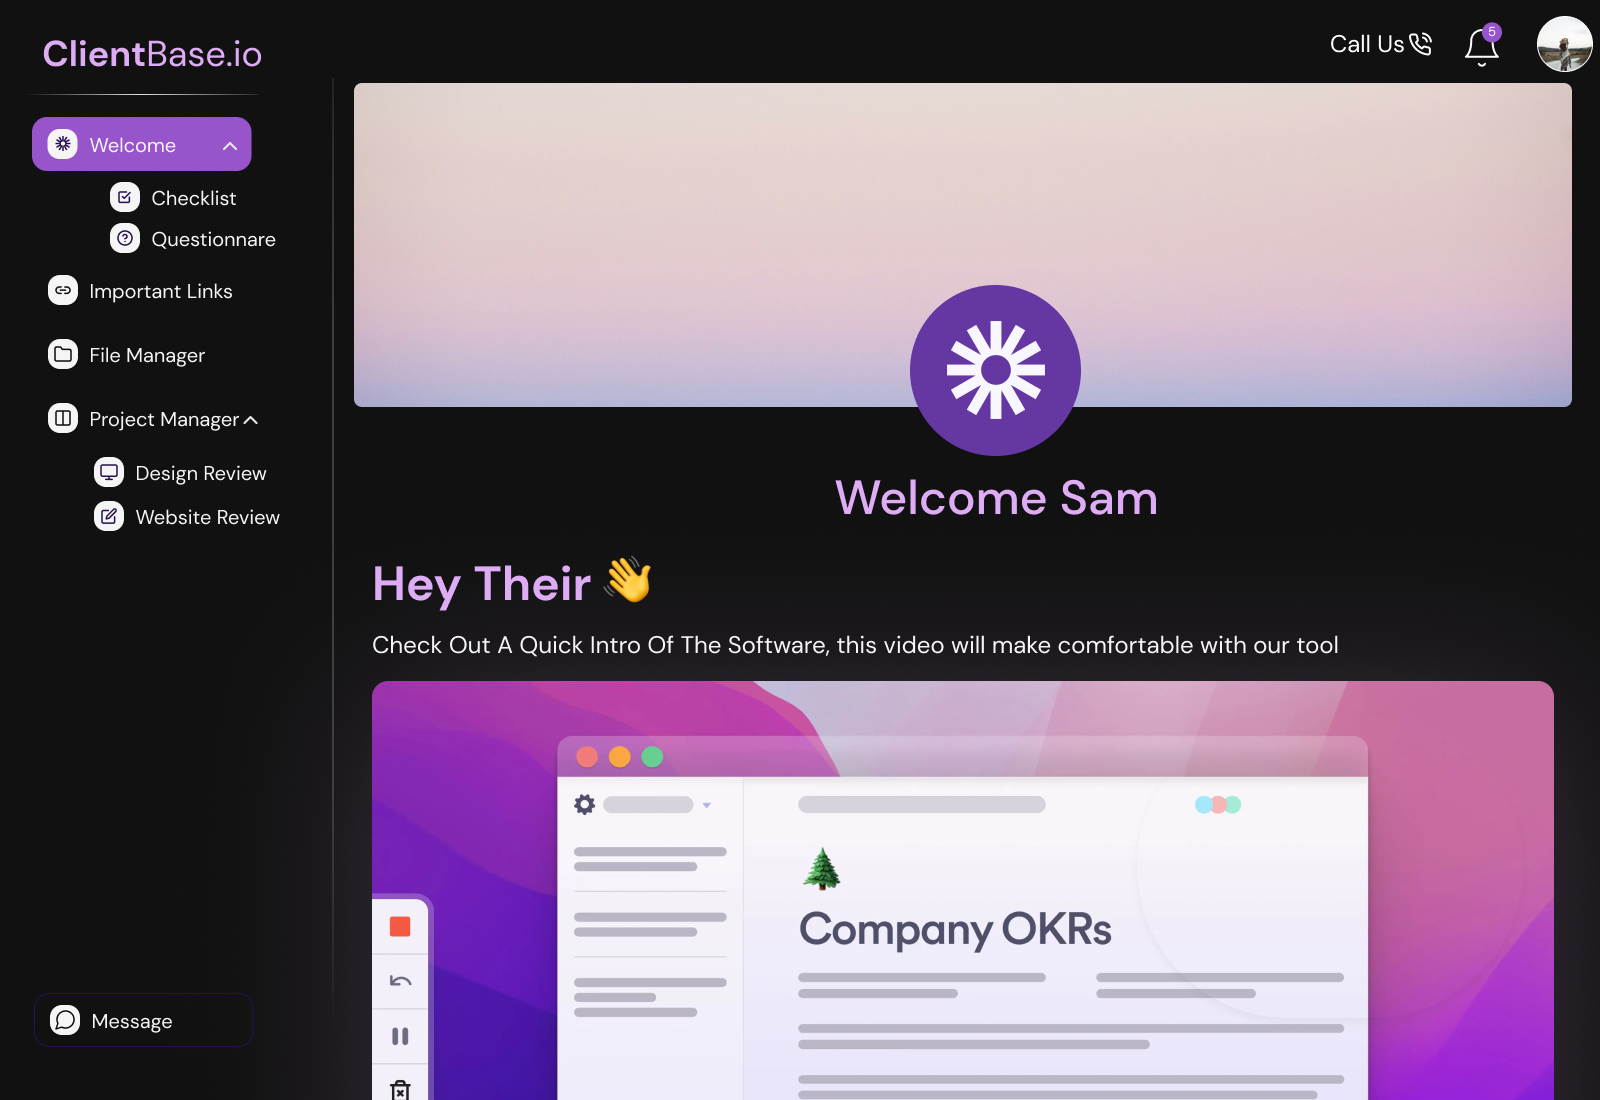 ClientBase.io
Call Us
5
Welcome
Checklist
Questionnare
Important Links
File Manager
Project Manager
Design Review
Website Review
Message
Welcome Sam
Hey Their 👋
Check Out A Quick Intro Of The Software, this video will make comfortable with our tool
Company OKRs